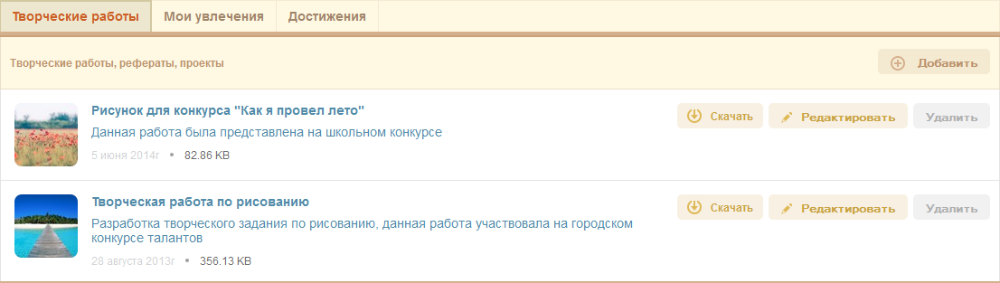 Творческие работы Мои увлечения Достижения
Творческие работы, рефераты, проекты Добавить
Рисунок для конкурса "Как я провел лето" Скачать Редактировать Удалить
Данная работа была представлена на школьном конкурсе
5 июня 2014г • 82.86 KB
Творческая работа по рисованию Скачать Редактировать Удалить
Разработка творческого задания по рисованию, данная работа участвовала на городском
конкурсе талантов
28 августа 2013г • 356.13 KB